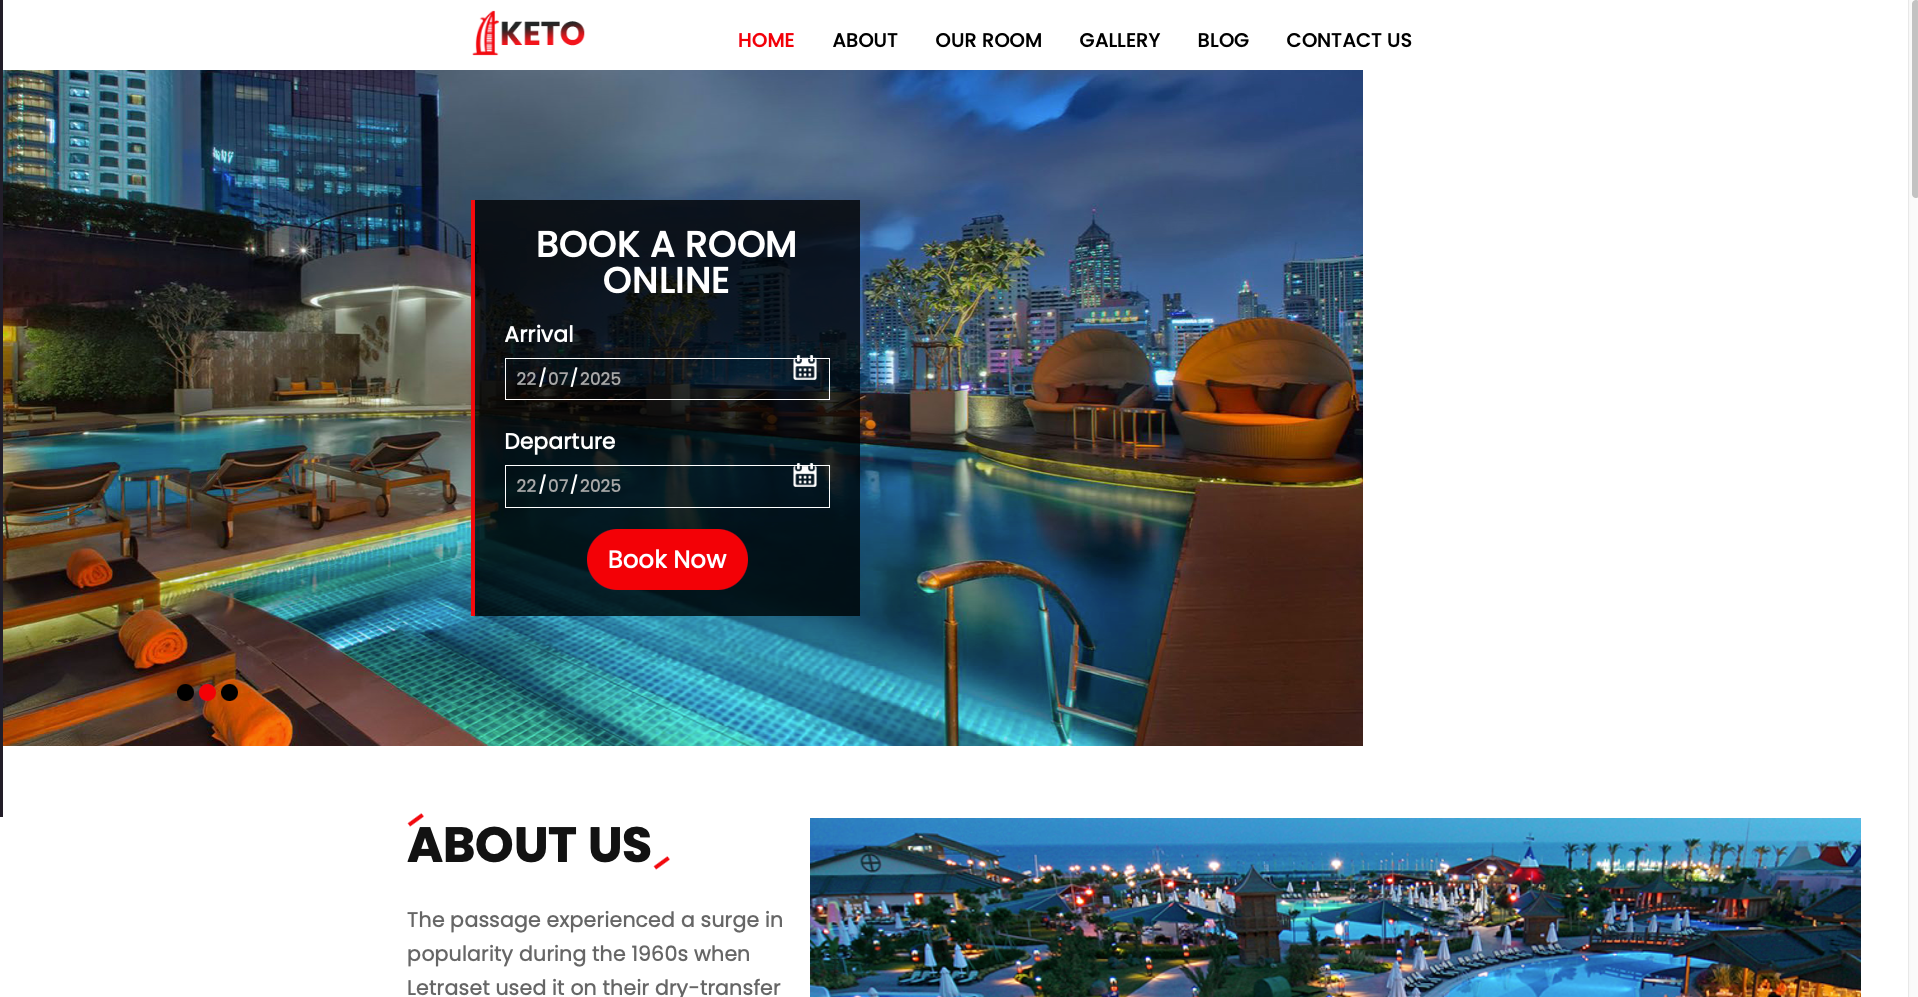 KETO
HOME ABOUT OUR ROOM GALLERY BLOG CONTACT US
BOOK A ROOM
ONLINE
Arrival
22/07/2025
Departure
22/07/2025
Book Now
ABOUT US
The passage experienced a surge in
popularity during the 1960s when
Letraset used it on their dry-transfer